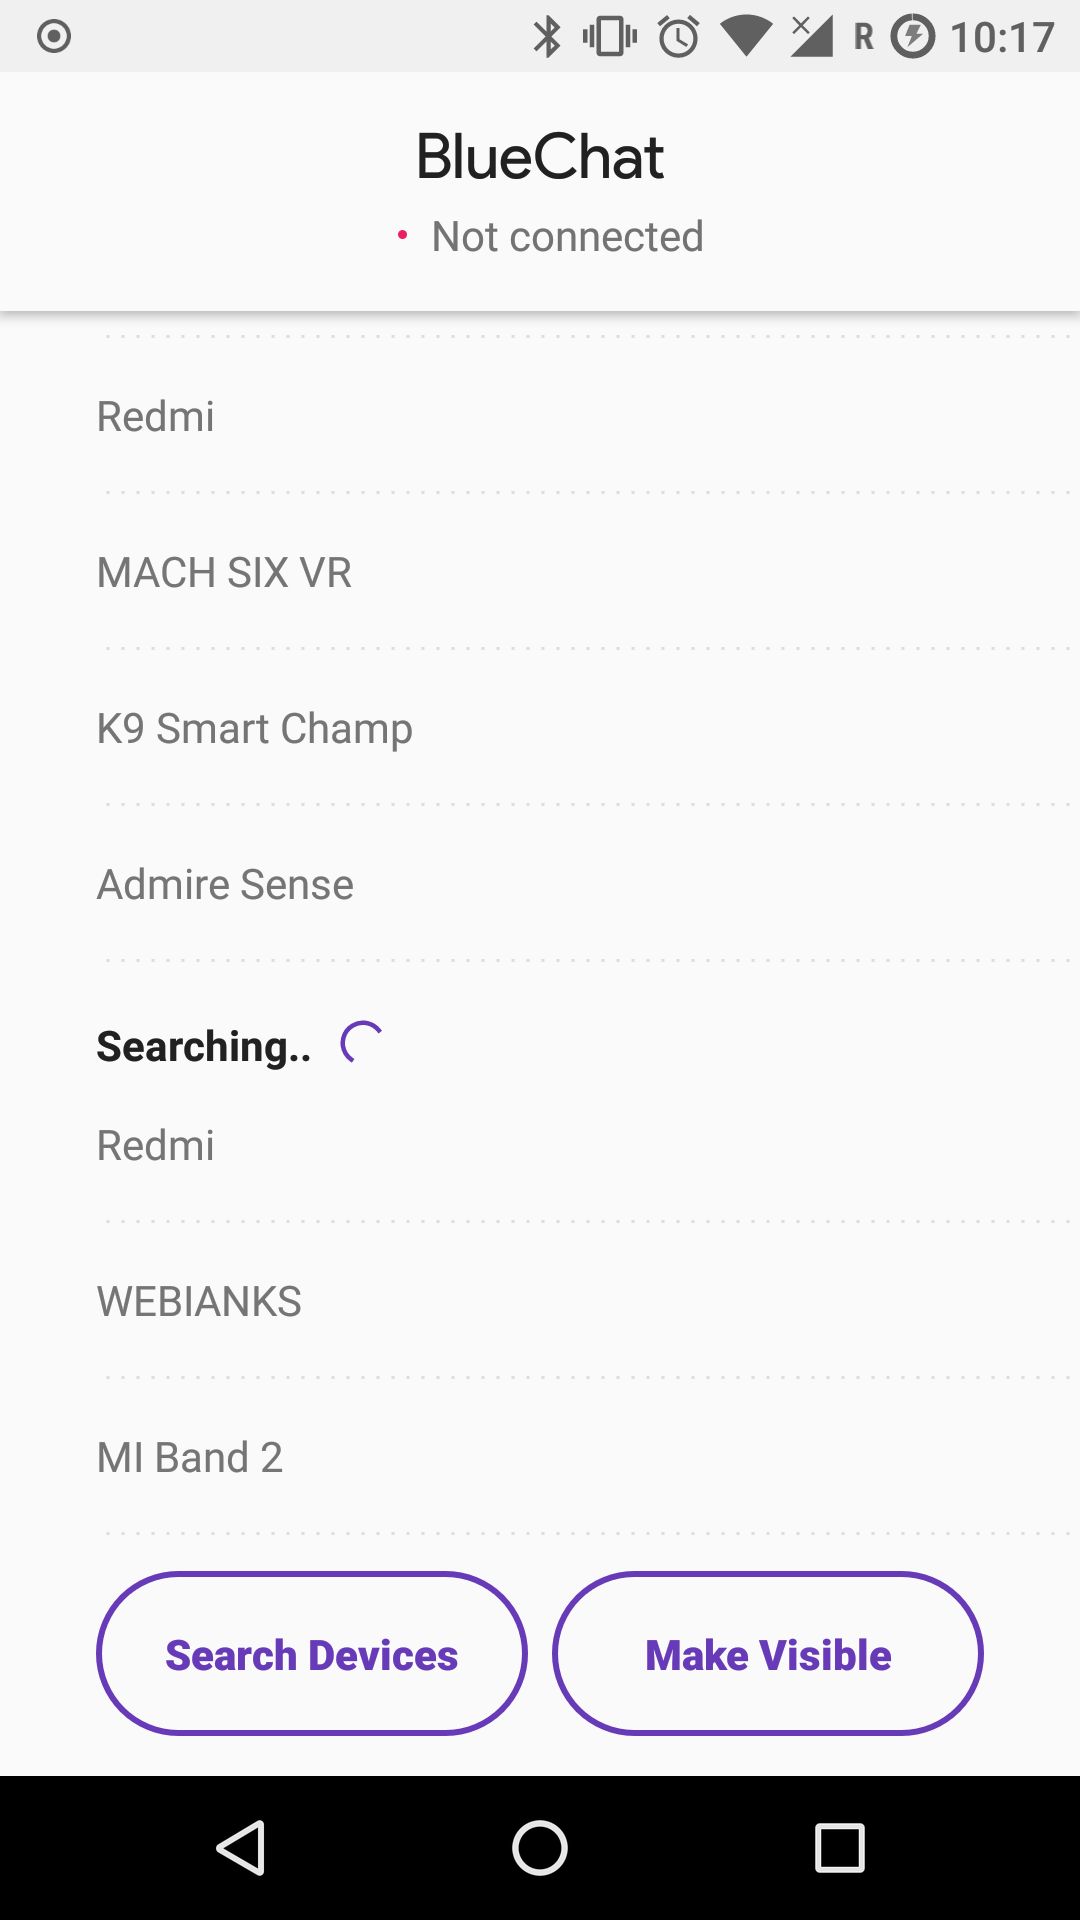 R 10:17
BlueChat
Not connected
Redmi
MACH SIX VR
K9 Smart Champ
Admire Sense
Searching..
Redmi
WEBIANKS
MI Band 2
Search Devices
Make Visible